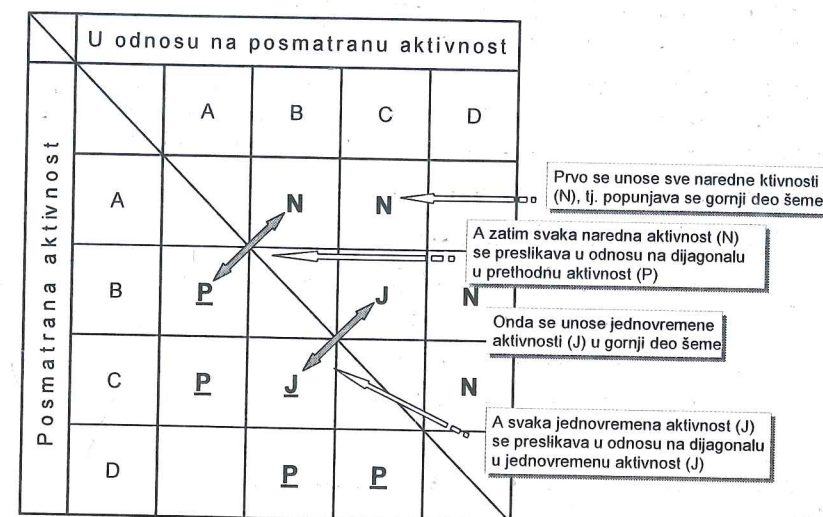 U odnosu na posmatranu aktivnost
Posmatrana aktivnost
A B C D
A N N
B P J N
C P J N
D P P
Prvo se unose sve naredne ktivnosti
(N), tj. popunjava se gornji deo šeme
A zatim svaka naredna aktivnost (N)
se preslikava u odnosu na dijagonalu
u prethodnu aktivnost (P)
Onda se unose jednovremene
aktivnosti (J) u gornji deo šeme
A svaka jednovremena aktivnost (J)
se preslikava u odnosu na dijagonalu
u jednovremenu aktivnost (J)